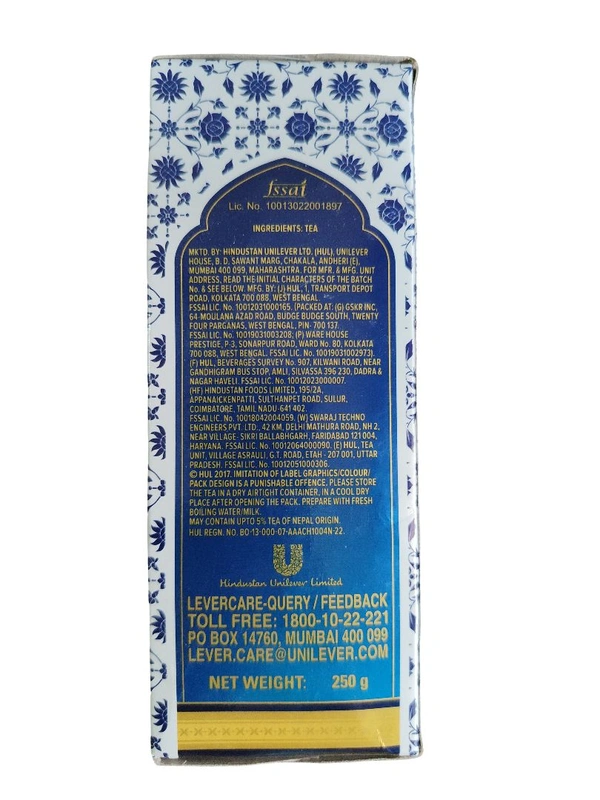 fssai
Lic. No. 10013022001897
INGREDIENTS: TEA
MKTD. BY: HINDUSTAN UNILEVER LTD. (HUL), UNILEVER
HOUSE, B. D. SAWANT MARG, CHAKALA, ANDHERI (E),
MUMBAI 400 099, MAHARASHTRA. FOR MFR. & MFG. UNIT
ADDRESS, READ THE INITIAL CHARACTERS OF THE BATCH
No. & SEE BELOW. MFG. BY: (J) HUL, 1, TRANSPORT DEPOT
ROAD, KOLKATA 700 088, WEST BENGAL.
FSSAI LIC. No. 10012031000165. (PACKED AT: (G) GSKR INC,
64-MOULANA AZAD ROAD, BUDGE BUDGE SOUTH, TWENTY
FOUR PARGANAS, WEST BENGAL, PIN- 700 137.
FSSAI LIC. No. 10019031003208; (P) WARE HOUSE
PRESTIGE, P-3, SONARPUR ROAD, WARD No. 80, KOLKATA
700 088, WEST BENGAL. FSSAI LIC. No. 10019031002973).
(F) HUL, BEVERAGES SURVEY No. 907, KILWANI ROAD, NEAR
GANDHIGRAM BUS STOP, AMLI, SILVASSA 396 230, DADRA &
NAGAR HAVELI. FSSAI LIC. No. 10012023000007.
(HF) HINDUSTAN FOODS LIMITED, 195/2A,
APPANAICKENPATTI, SULTHANPET ROAD, SULUR,
COIMBATORE, TAMIL NADU-641 402.
FSSAI LIC. No. 10018042004059. (W) SWARAJ TECHNO
ENGINEERS PVT. LTD., 42 KM, DELHI MATHURA ROAD, NH 2,
NEAR VILLAGE- SIKRI BALLABHGARH, FARIDABAD 121 004,
HARYANA. FSSAI LIC. No. 10012064000090. (E) HUL, TEA
UNIT, VILLAGE ASRAULI, G.T. ROAD, ETAH - 207 001, UTTAR
PRADESH. FSSAI LIC. No. 10012051000306.
© HUL 2017. IMITATION OF LABEL GRAPHICS/COLOUR/
PACK DESIGN IS A PUNISHABLE OFFENCE. PLEASE STORE
THE TEA IN A DRY AIRTIGHT CONTAINER, IN A COOL DRY
PLACE AFTER OPENING THE PACK. PREPARE WITH FRESH
BOILING WATER/MILK.
MAY CONTAIN UPTO 5% TEA OF NEPAL ORIGIN.
HUL REGN. NO. BO-13-000-07-AAACH1004N-22.
Hindustan Unilever Limited
LEVERCARE-QUERY / FEEDBACK
TOLL FREE: 1800-10-22-221
PO BOX 14760, MUMBAI 400 099
LEVER.CARE@UNILEVER.COM
NET WEIGHT: 250 g